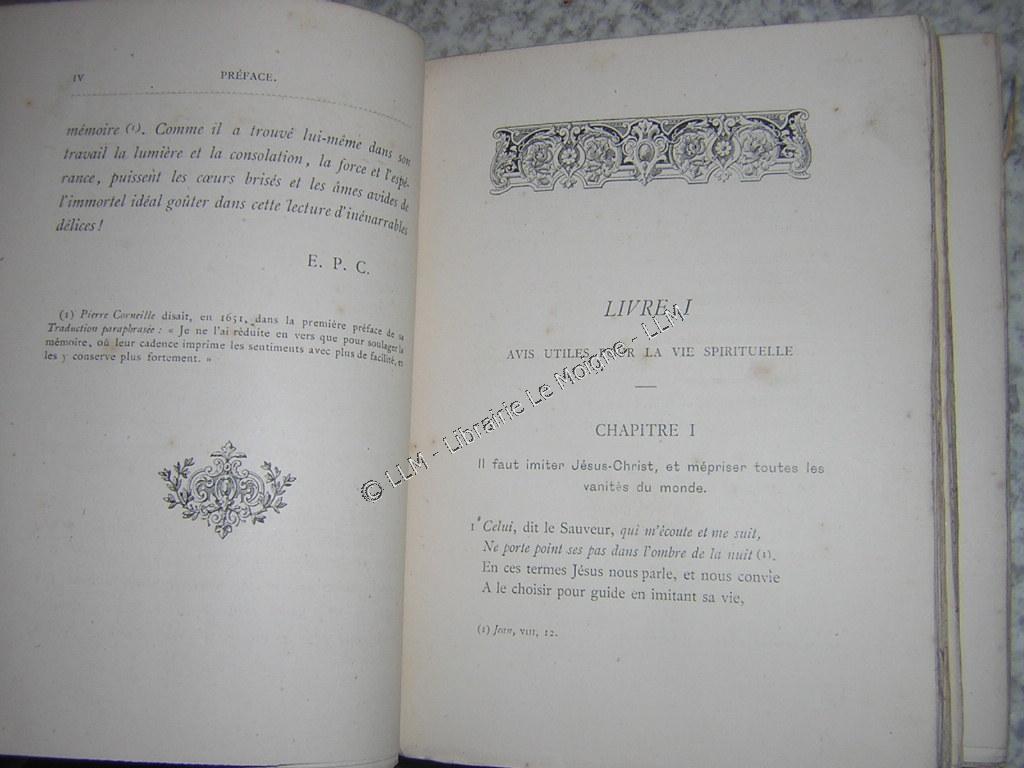 IV PRÉFACE.
mémoire (1). Comme il a trouvé lui-même dans son
travail la lumière et la consolation, la force et l'espé-
rance, puissent les cœurs brisés et les âmes avides de
l'immortel idéal goûter dans cette lecture d'inénarrables
délices!
E. P. C.
(1) Pierre Corneille disait, en 1651, dans la première préface de sa
Traduction paraphrasée : « Je ne l'ai réduite en vers que pour soulager la
mémoire, où leur cadence imprime les sentiments avec plus de facilité, et
les y conserve plus fortement. »
LIVRE I
AVIS UTILES POUR LA VIE SPIRITUELLE
CHAPITRE I
Il faut imiter Jésus-Christ, et mépriser toutes les
vanités du monde.
1 Celui, dit le Sauveur, qui m'écoute et me suit,
Ne porte point ses pas dans l'ombre de la nuit (1).
En ces termes Jésus nous parle, et nous convie
A le choisir pour guide en imitant sa vie,
(1) Jean, VIII, 12.
© LLM - Librairie Le Moigne - LLM